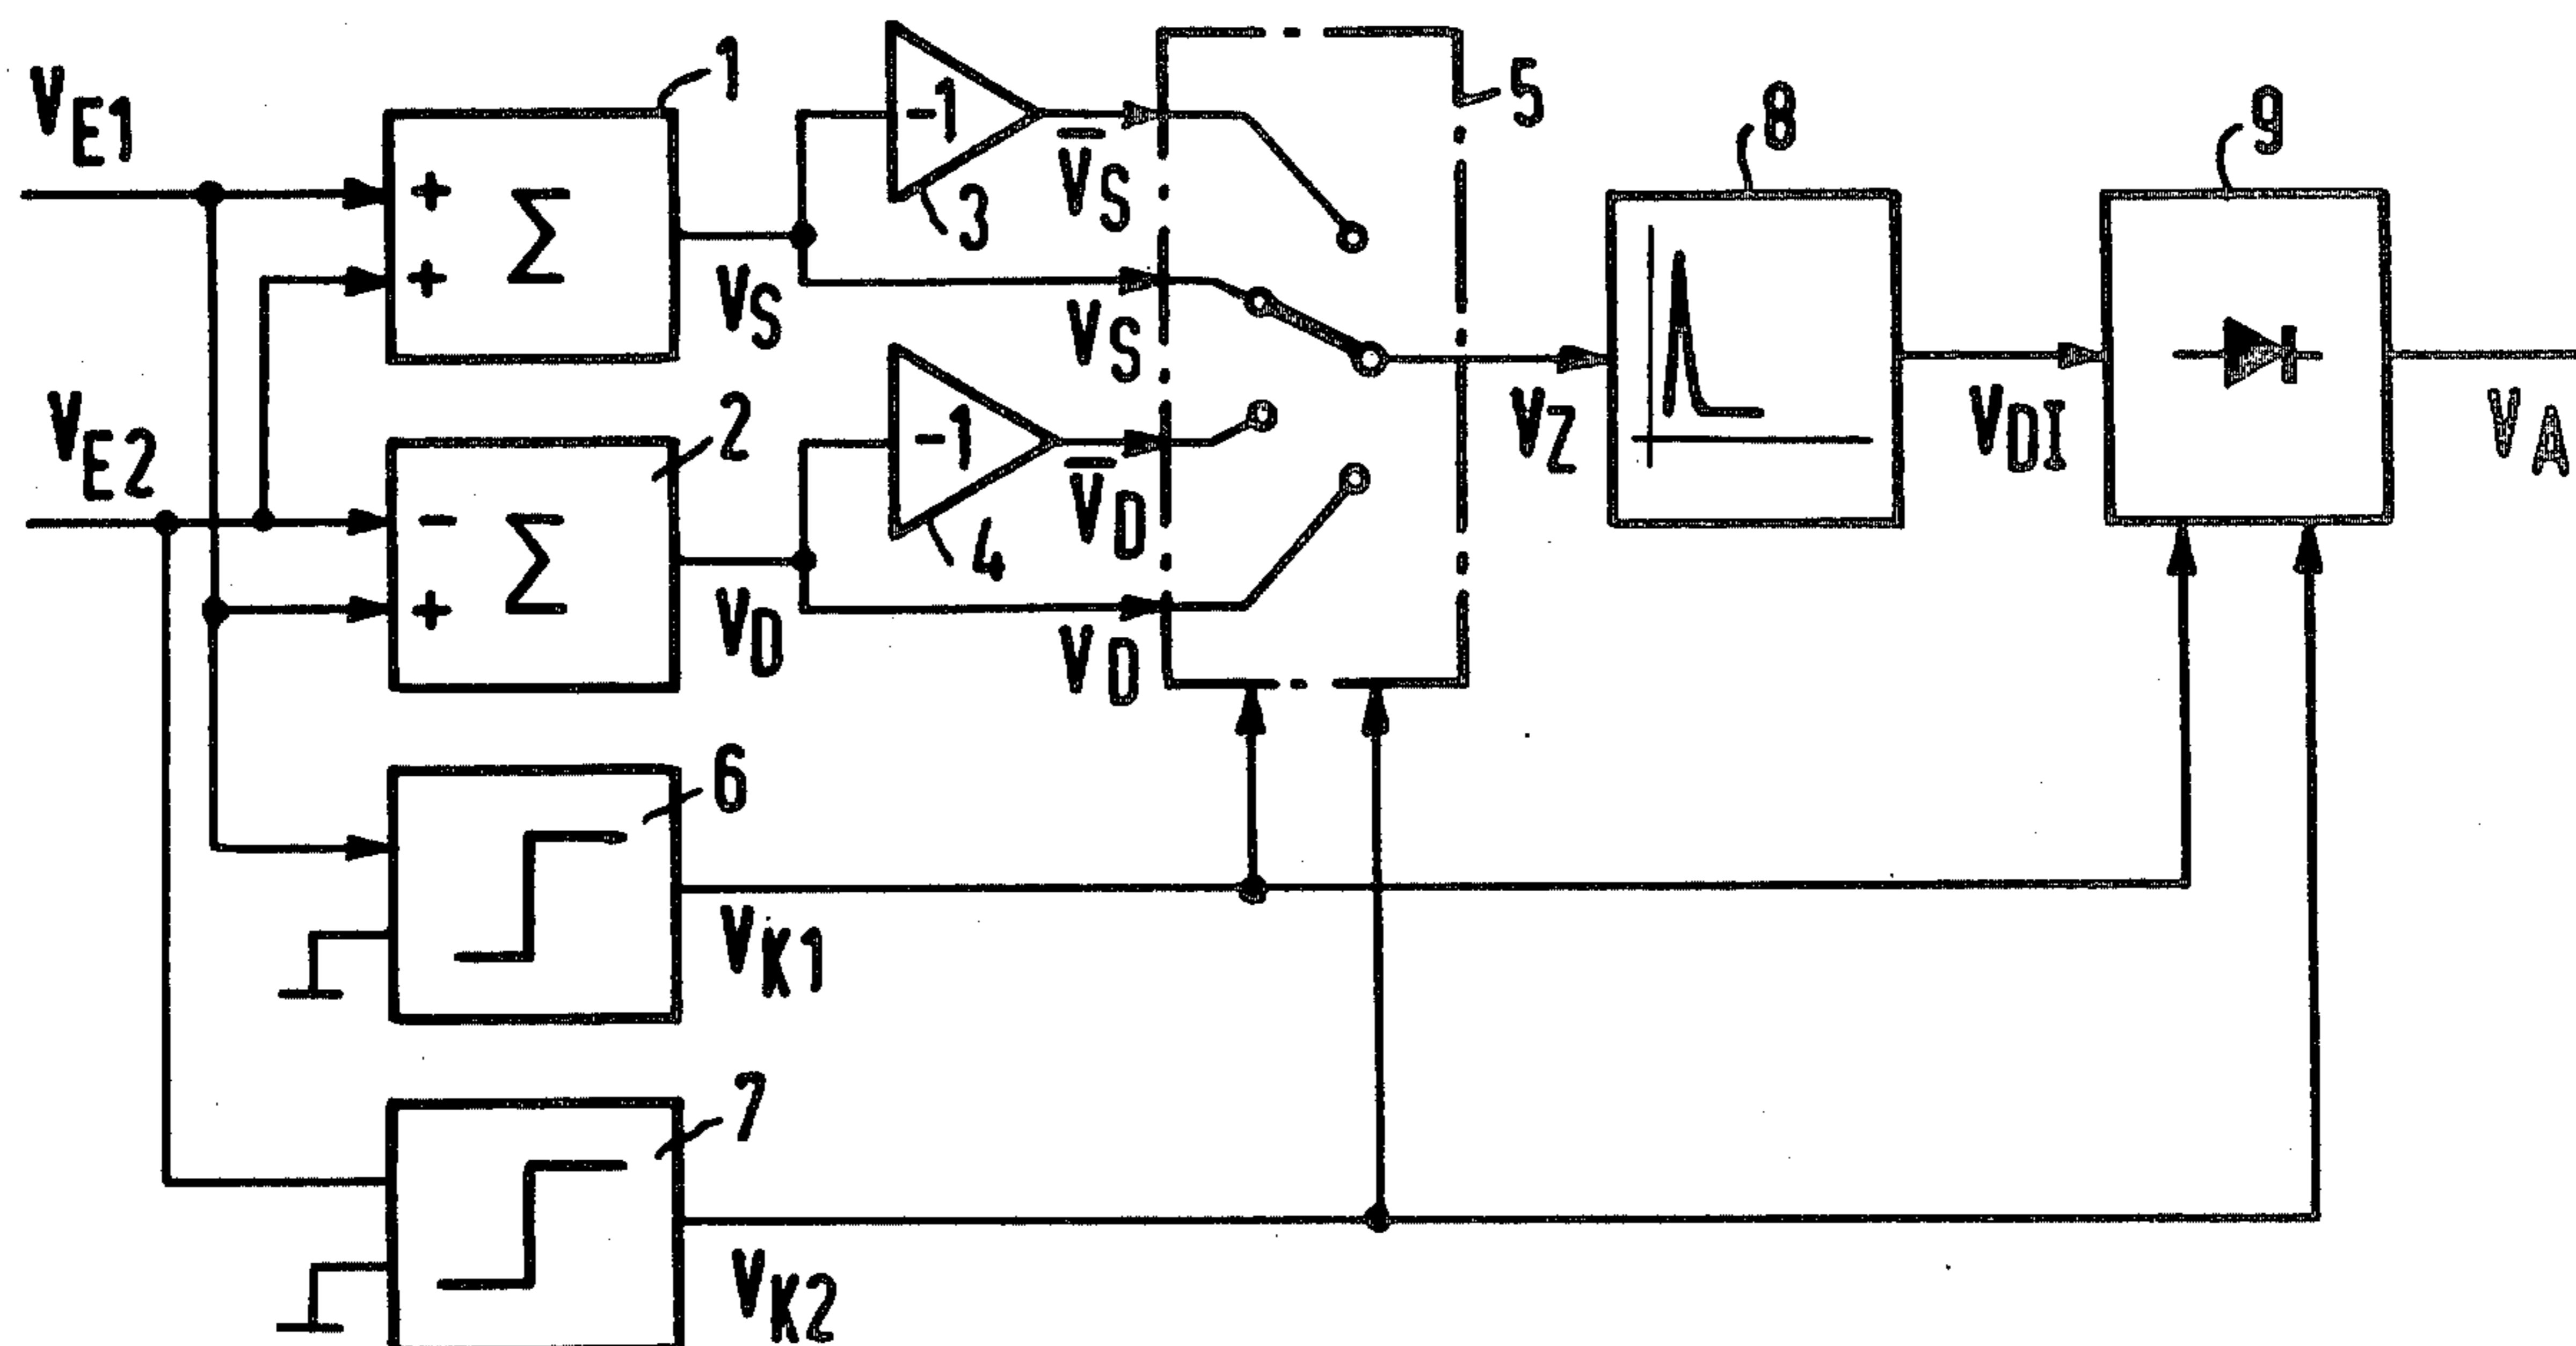 V_E1
1
+
+
Σ
V_S
-1
3
V̅_S
V_S
5
8
9
V_E2
2
-
+
Σ
V_D
-1
4
V̅_D
V_D
V_Z
V_DI
V_A
6
V_K1
7
V_K2